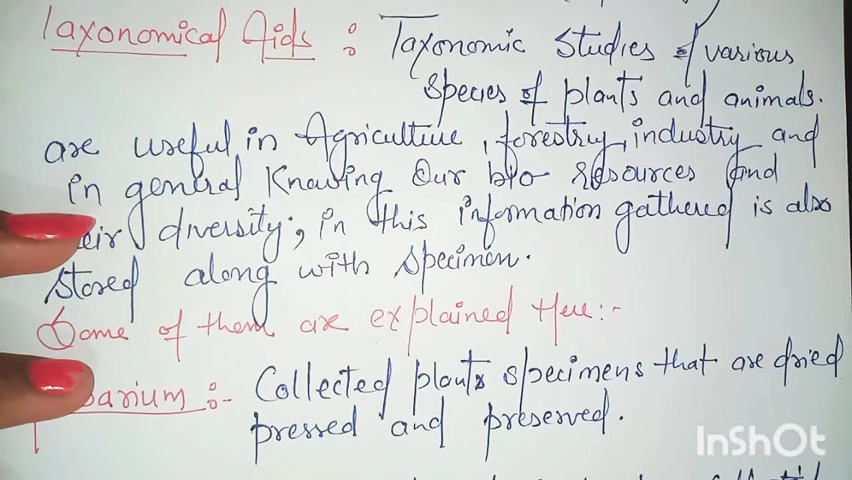 Taxonomical Aids : Taxonomic Studies of various
Species of plants and animals.
are useful in Agriculture, forestry, industry and
in general Knowing Our bio resources And
eir diversity; in this information gathered is also
Stored along with Specimen.
Some of them are explained Here:-
barium :- Collected plants specimens that are dried
pressed and preserved.
InShOt